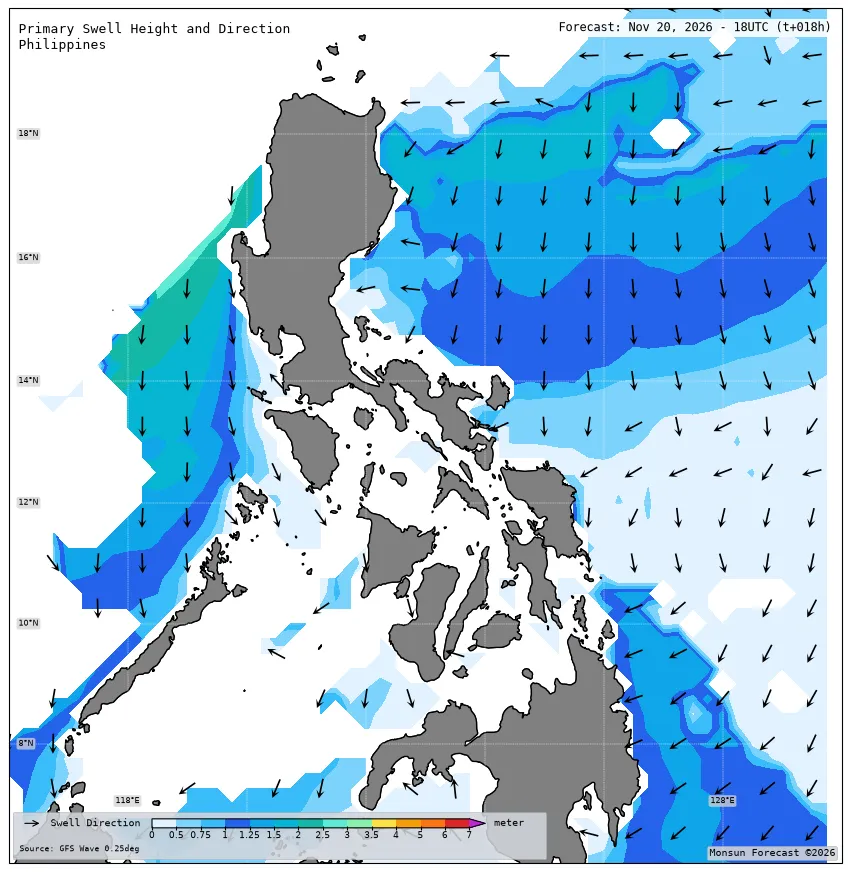 Primary Swell Height and Direction
Philippines
Forecast: Nov 20, 2026 - 18UTC (t+018h)
18°N
16°N
14°N
12°N
10°N
8°N
118°E
128°E
Swell Direction
0 0.5 0.75 1 1.25 1.5 2 2.5 3 3.5 4 5 6 7
meter
Source: GFS Wave 0.25deg
Monsun Forecast ©2026